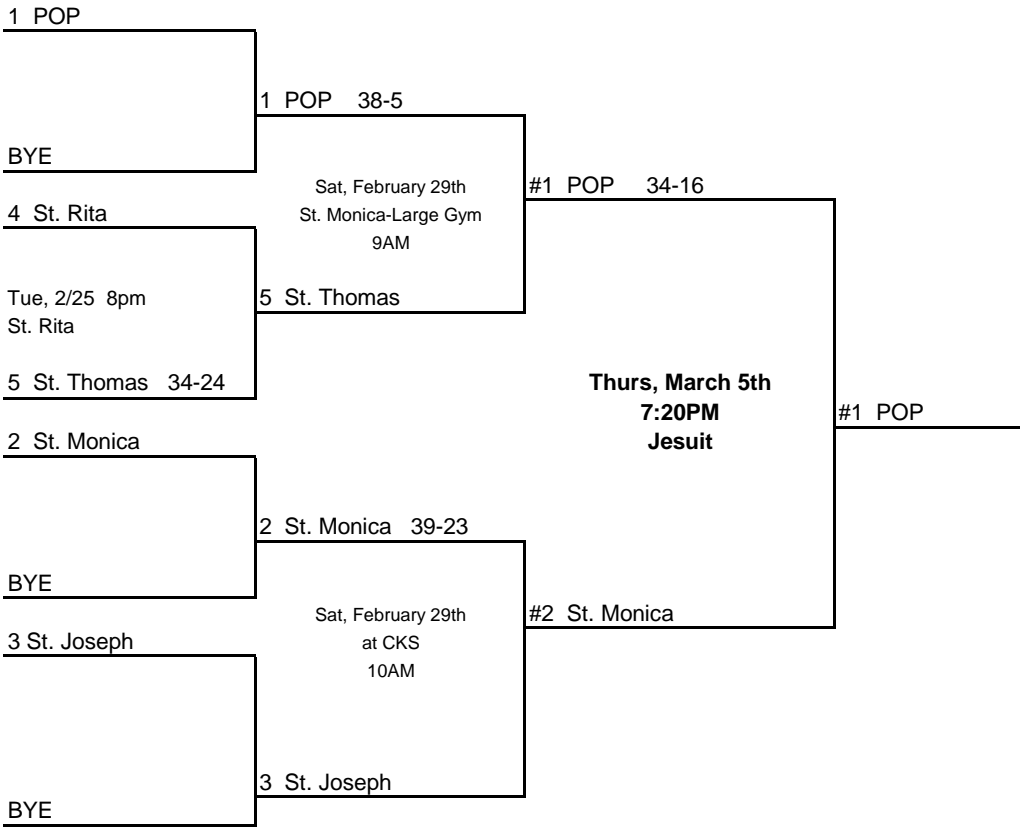 1 POP
1 POP 38-5
BYE
Sat, February 29th
St. Monica-Large Gym
9AM
#1 POP 34-16
4 St. Rita
Tue, 2/25 8pm
St. Rita
5 St. Thomas
5 St. Thomas 34-24
Thurs, March 5th
7:20PM
Jesuit
#1 POP
2 St. Monica
2 St. Monica 39-23
BYE
Sat, February 29th
at CKS
10AM
#2 St. Monica
3 St. Joseph
3 St. Joseph
BYE